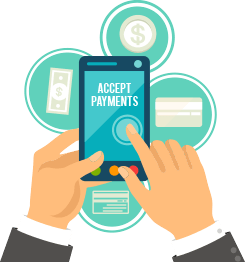 $
$
ACCEPT
PAYMENTS